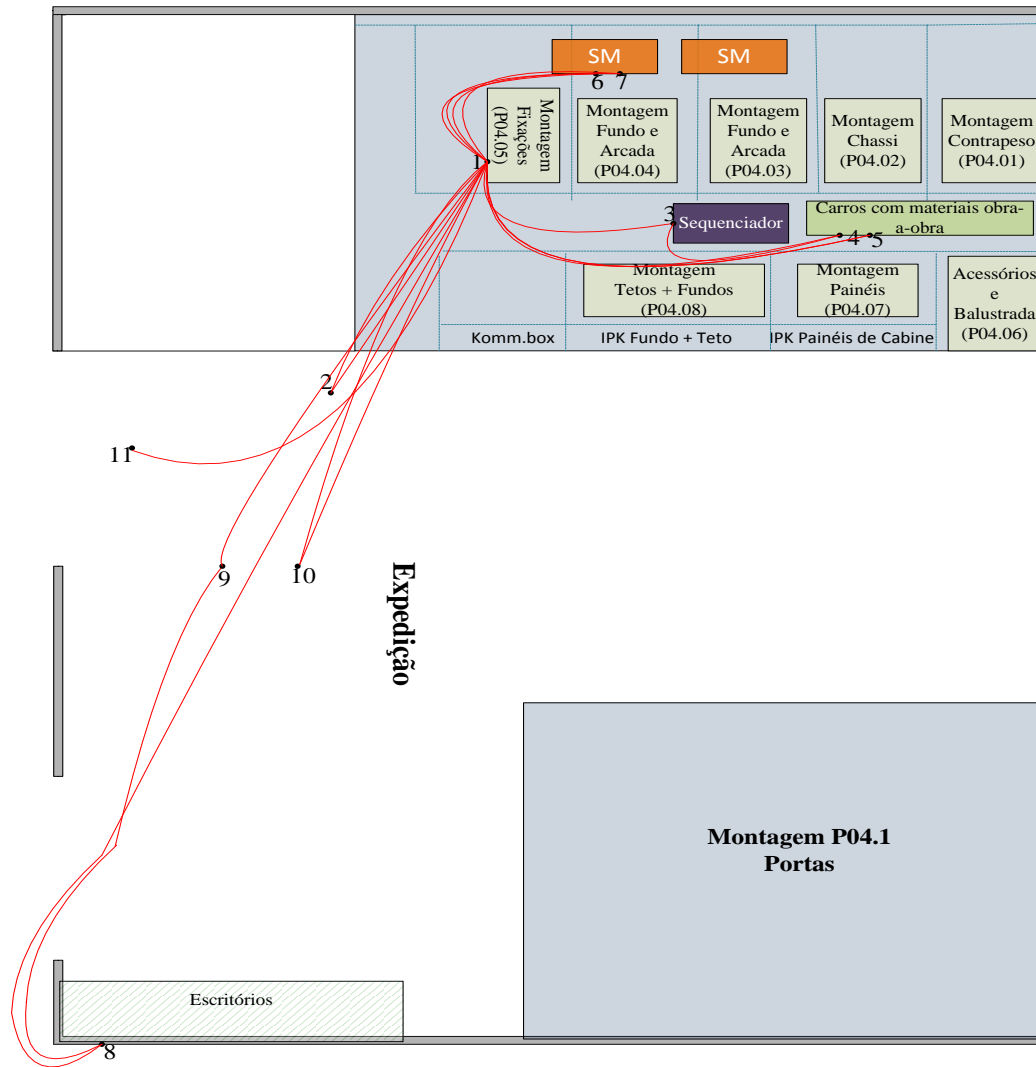 SM
SM
6
7
Montagem
Fixações
(P04.05)
Montagem
Fundo e
Arcada
(P04.04)
Montagem
Fundo e
Arcada
(P04.03)
Montagem
Chassi
(P04.02)
Montagem
Contrapeso
(P04.01)
1
3
Sequenciador
Carros com materiais obra-
a-obra
4
5
Montagem
Tetos + Fundos
(P04.08)
Montagem
Painéis
(P04.07)
Acessórios
e
Balustrada
(P04.06)
Komm.box
IPK Fundo + Teto
IPK Painéis de Cabine
2
11
9
10
Expedição
Montagem P04.1
Portas
Escritórios
8